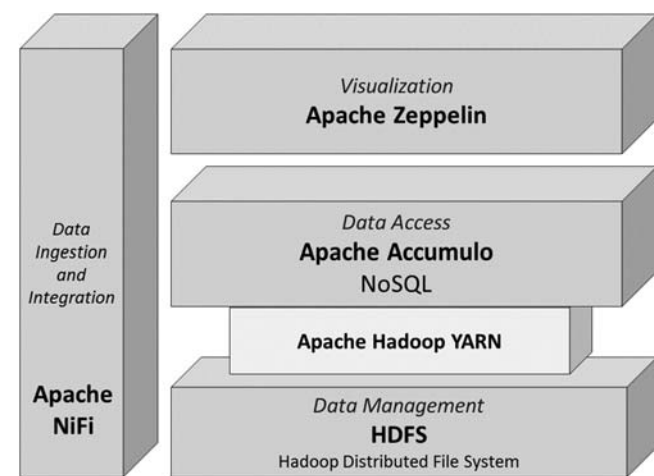 Data
Ingestion
and
Integration
Apache
NiFi
Visualization
Apache Zeppelin
Data Access
Apache Accumulo
NoSQL
Apache Hadoop YARN
Data Management
HDFS
Hadoop Distributed File System